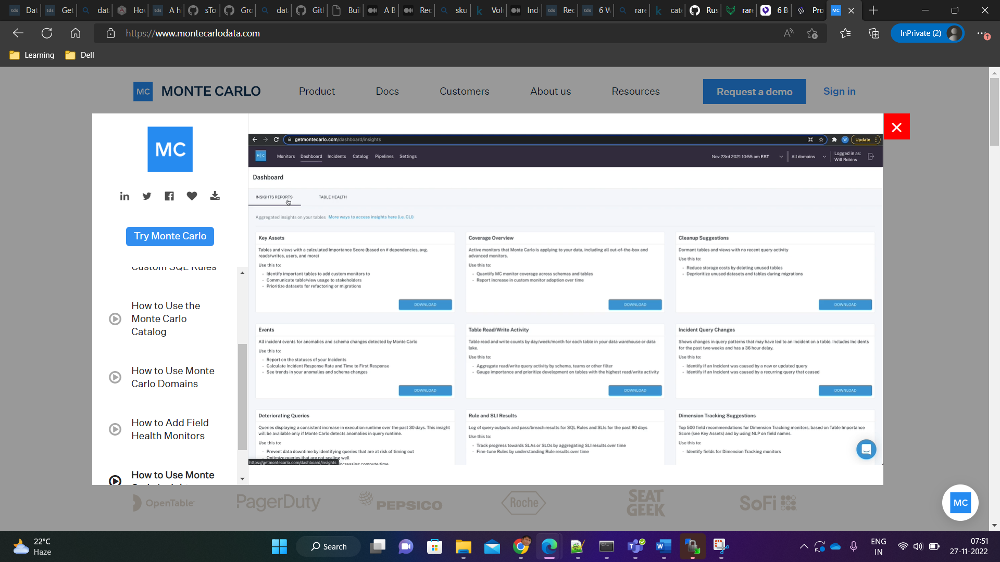 Dat
Get
dat
Hov
A h
sTo
Gro
dat
Gitl
Buil
A B
Rec
sku
Vol
Ind
Rec
6 W
rare
cate
Rus
rare
6 B
Pro
https://www.montecarlodata.com
InPrivate (2)
Learning
Dell
MC MONTE CARLO
Product
Docs
Customers
About us
Resources
Request a demo
Sign in
MC
Try Monte Carlo
Custom SQL Rules
How to Use the
Monte Carlo
Catalog
How to Use Monte
Carlo Domains
How to Add Field
Health Monitors
How to Use Monte
getmontecarlo.com/dashboard/insights
Update
M|C
Monitors Dashboard Incidents Catalog Pipelines Settings
Nov 23rd 2021 10:55 am EST
All domains
Logged in as:
Will Robins
Dashboard
INSIGHTS REPORTS
TABLE HEALTH
Aggregated insights on your tables More ways to access insights here (i.e. CLI)
Key Assets
Tables and views with a calculated Importance Score (based on # dependencies, avg.
reads/writes, users, and more)
Use this to:
- Identify important tables to add custom monitors to
- Communicate table/view usage to stakeholders
- Prioritize datasets for refactoring or migrations
DOWNLOAD
Coverage Overview
Active monitors that Monte Carlo is applying to your data, including all out-of-the-box and
advanced monitors.
Use this to:
- Quantify MC monitor coverage across schemas and tables
- Report increase in custom monitor adoption over time
DOWNLOAD
Cleanup Suggestions
Dormant tables and views with no recent query activity
Use this to:
- Reduce storage costs by deleting unused tables
- Deprioritize unused datasets and tables during migrations
DOWNLOAD
Events
All incident events for anomalies and schema changes detected by Monte Carlo
Use this to:
- Report on the statuses of your Incidents
- Calculate Incident Response Rate and Time to First Response
- See trends in your anomalies and schema changes
DOWNLOAD
Table Read/Write Activity
Table read and write counts by day/week/month for each table in your data warehouse or data
lake.
Use this to:
- Aggregate read/write query activity by schema, teams or other filter
- Gauge importance and prioritize development on tables with the highest read/write activity
DOWNLOAD
Incident Query Changes
Shows changes in query patterns that may have led to an Incident on a table. Includes Incidents
for the past two weeks and has a 36 hour delay.
Use this to:
- Identify if an Incident was caused by a new or updated query
- Identify if an Incident was caused by a recurring query that ceased
DOWNLOAD
Deteriorating Queries
Queries displaying a consistent increase in execution runtime over the past 30 days. This insight
will be available only if Monte Carlo detects anomalies in query runtime.
Use this to:
- Prevent data downtime by identifying queries that are at risk of timing out
- Optimize queries that are not scaling well
increasing compute time
https://getmontecarlo.com/dashboard/insights
Rule and SLI Results
Log of query outputs and pass/breach results for SQL Rules and SLIs for the past 90 days
Use this to:
- Track progress towards SLAs or SLOs by aggregating SLI results over time
- Fine-tune Rules by understanding Rule results over time
Dimension Tracking Suggestions
Top 500 field recommendations for Dimension Tracking monitors, based on Table Importance
Score (see Key Assets) and by using NLP on field names.
Use this to:
- Identify fields for Dimension Tracking monitors
OpenTable
PagerDuty
PEPSICO
Roche
SEAT
GEEK
SoFi
MC
22°C
Haze
Search
ENG
IN
07:51
27-11-2022